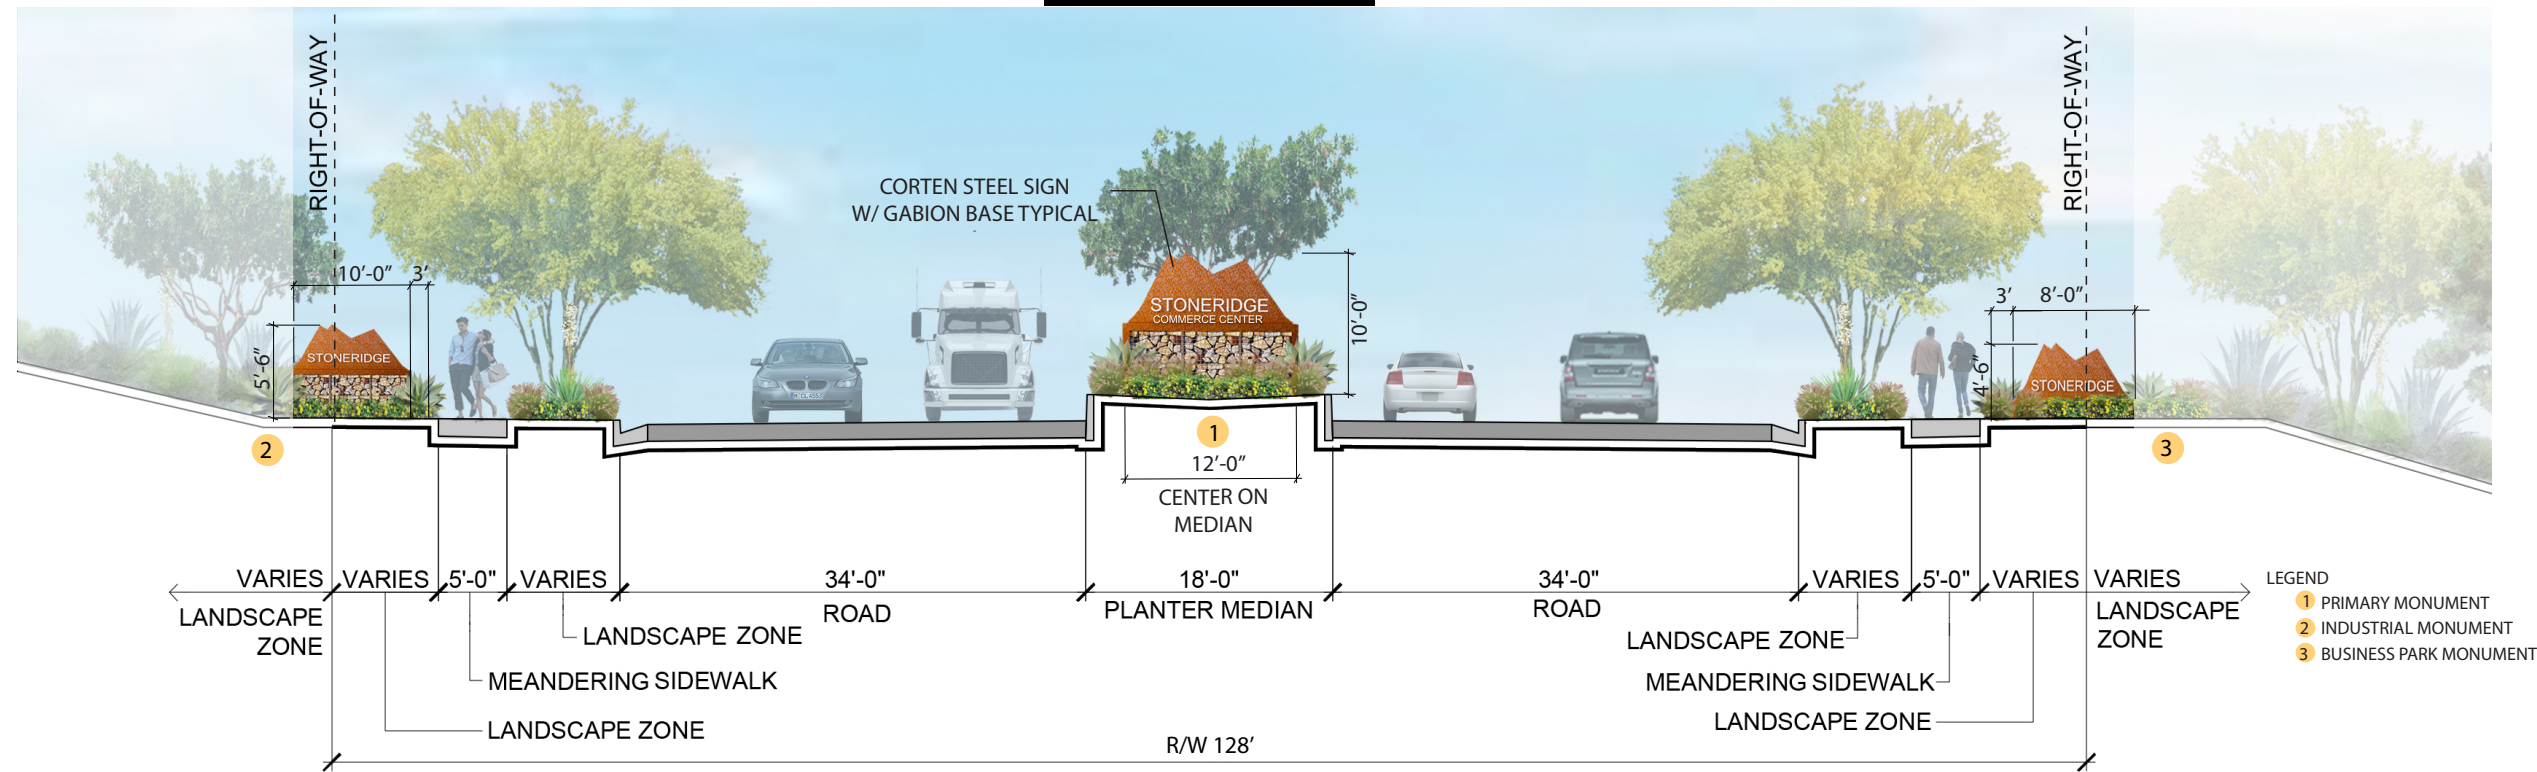 RIGHT-OF-WAY
RIGHT-OF-WAY
CORTEN STEEL SIGN
W/ GABION BASE TYPICAL
10'-0"
3'
5'-6"
STONERIDGE
STONERIDGE
COMMERCE CENTER
10'-0"
3'
8'-0"
4'-6"
STONERIDGE
2
1
3
12'-0"
CENTER ON
MEDIAN
VARIES
VARIES
5'-0"
VARIES
34'-0"
18'-0"
34'-0"
VARIES
5'-0"
VARIES
VARIES
LANDSCAPE
ZONE
ROAD
PLANTER MEDIAN
ROAD
LANDSCAPE
ZONE
LANDSCAPE ZONE
LANDSCAPE ZONE
MEANDERING SIDEWALK
MEANDERING SIDEWALK
LANDSCAPE ZONE
LANDSCAPE ZONE
R/W 128'
LEGEND
1 PRIMARY MONUMENT
2 INDUSTRIAL MONUMENT
3 BUSINESS PARK MONUMENT